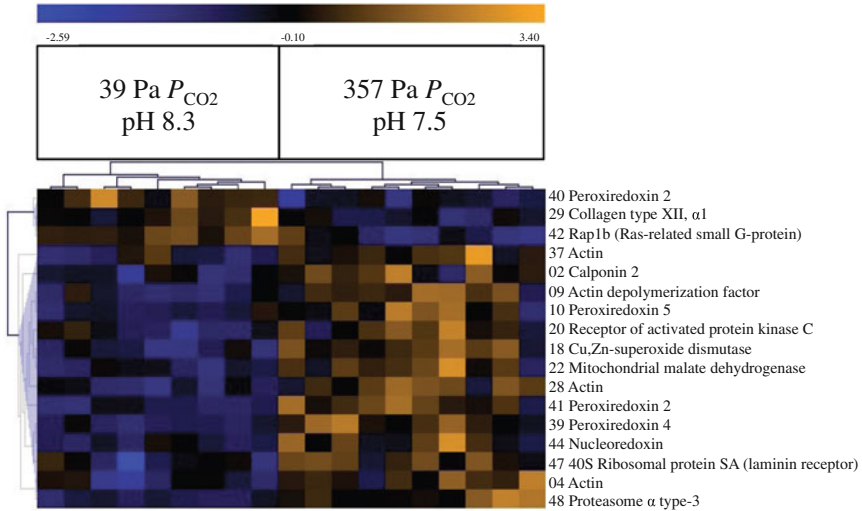 -2.59 -0.10 3.40
39 Pa PCO2
pH 8.3
357 Pa PCO2
pH 7.5
40 Peroxiredoxin 2
29 Collagen type XII, α1
42 Rap1b (Ras-related small G-protein)
37 Actin
02 Calponin 2
09 Actin depolymerization factor
10 Peroxiredoxin 5
20 Receptor of activated protein kinase C
18 Cu,Zn-superoxide dismutase
22 Mitochondrial malate dehydrogenase
28 Actin
41 Peroxiredoxin 2
39 Peroxiredoxin 4
44 Nucleoredoxin
47 40S Ribosomal protein SA (laminin receptor)
04 Actin
48 Proteasome α type-3